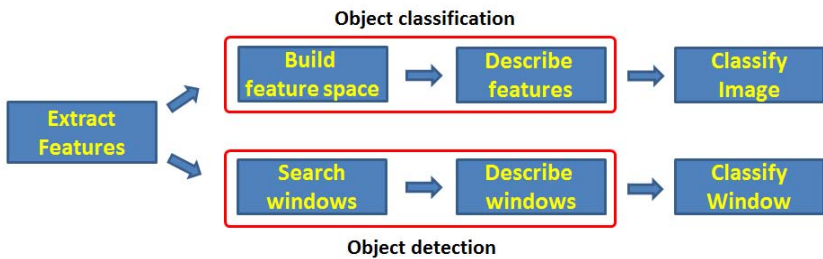 Object classification
Extract
Features
Build
feature space
Describe
features
Classify
Image
Search
windows
Describe
windows
Classify
Window
Object detection